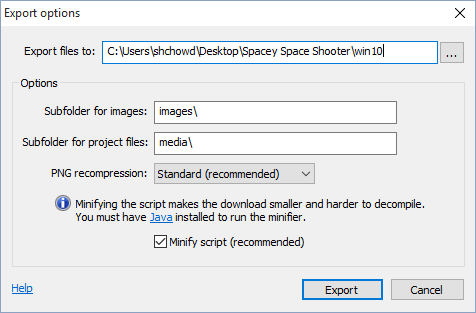 Export options
Export files to: C:\Users\shchowd\Desktop\Spacey Space Shooter\win10 ...
Options
Subfolder for images: images\
Subfolder for project files: media\
PNG recompression: Standard (recommended)
Minifying the script makes the download smaller and harder to decompile.
You must have Java installed to run the minifier.
Minify script (recommended)
Help Export Cancel